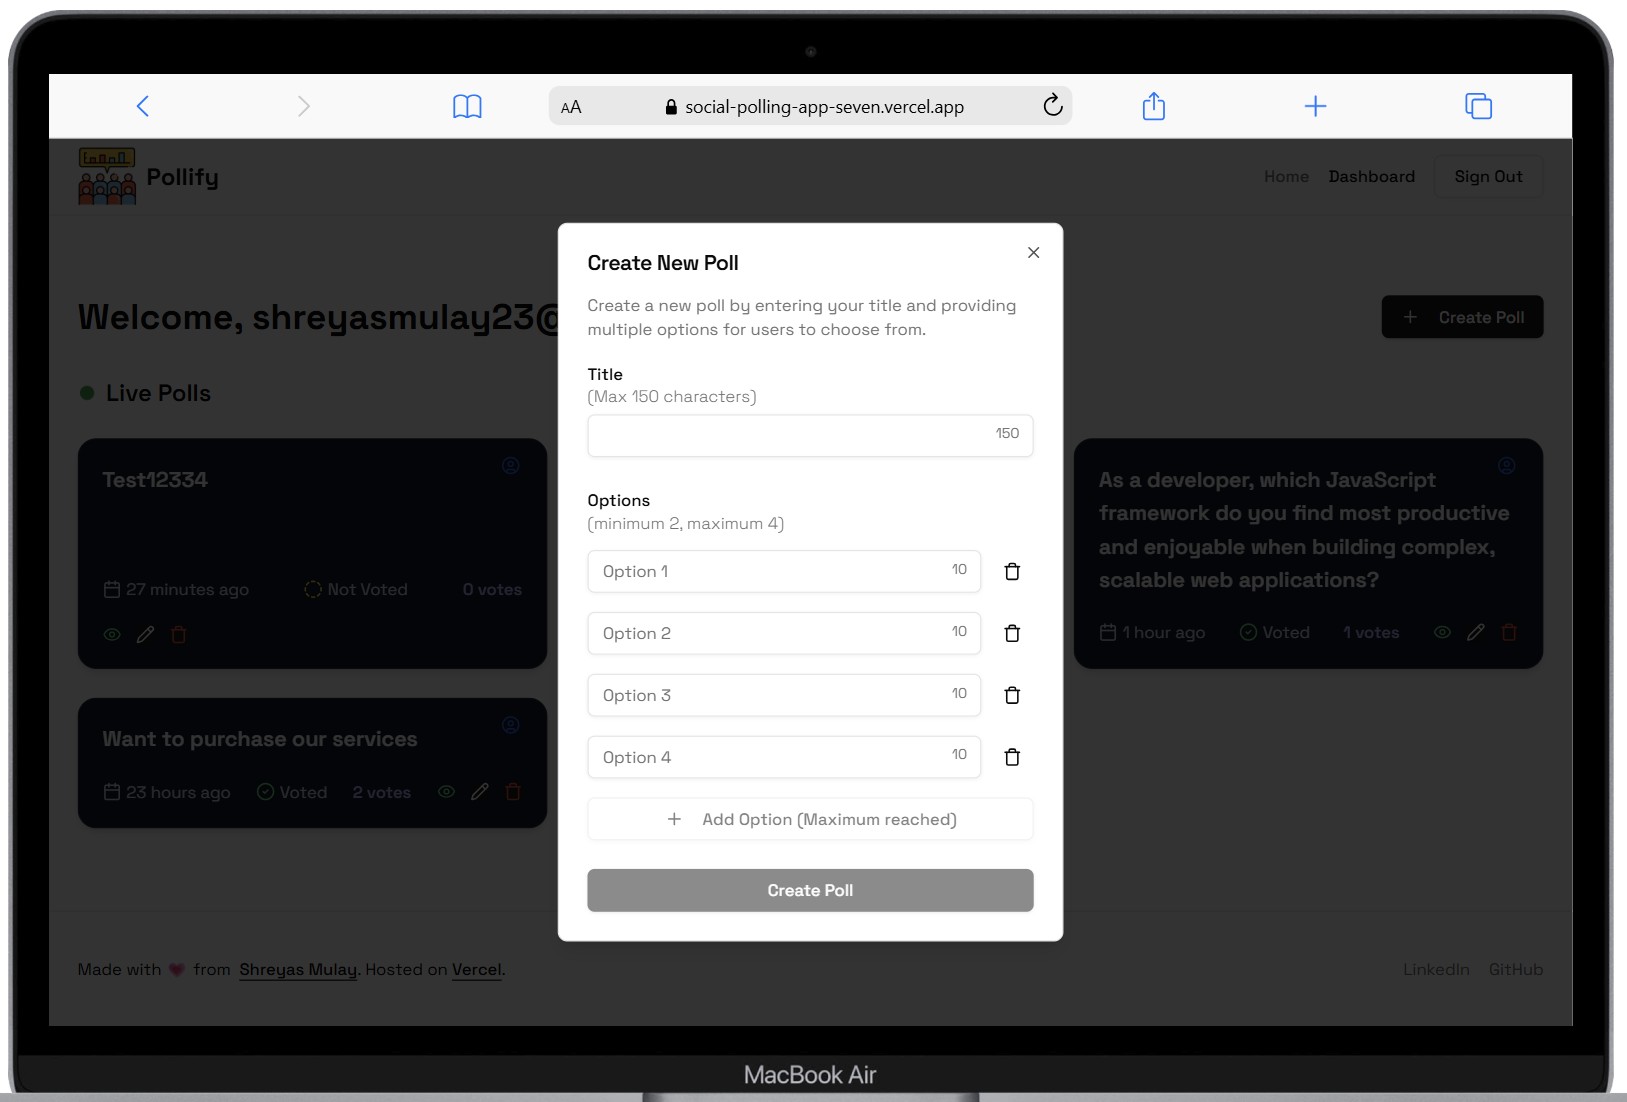 AA social-polling-app-seven.vercel.app
Pollify
Home Dashboard Sign Out
Welcome, shreyasmulay23@
Create Poll
Live Polls
Test12334
27 minutes ago Not Voted 0 votes
As a developer, which JavaScript
framework do you find most productive
and enjoyable when building complex,
scalable web applications?
1 hour ago Voted 1 votes
Want to purchase our services
23 hours ago Voted 2 votes
Create New Poll
Create a new poll by entering your title and providing
multiple options for users to choose from.
Title
(Max 150 characters)
150
Options
(minimum 2, maximum 4)
Option 1 10
Option 2 10
Option 3 10
Option 4 10
Add Option (Maximum reached)
Create Poll
Made with from Shreyas Mulay. Hosted on Vercel.
LinkedIn GitHub
MacBook Air